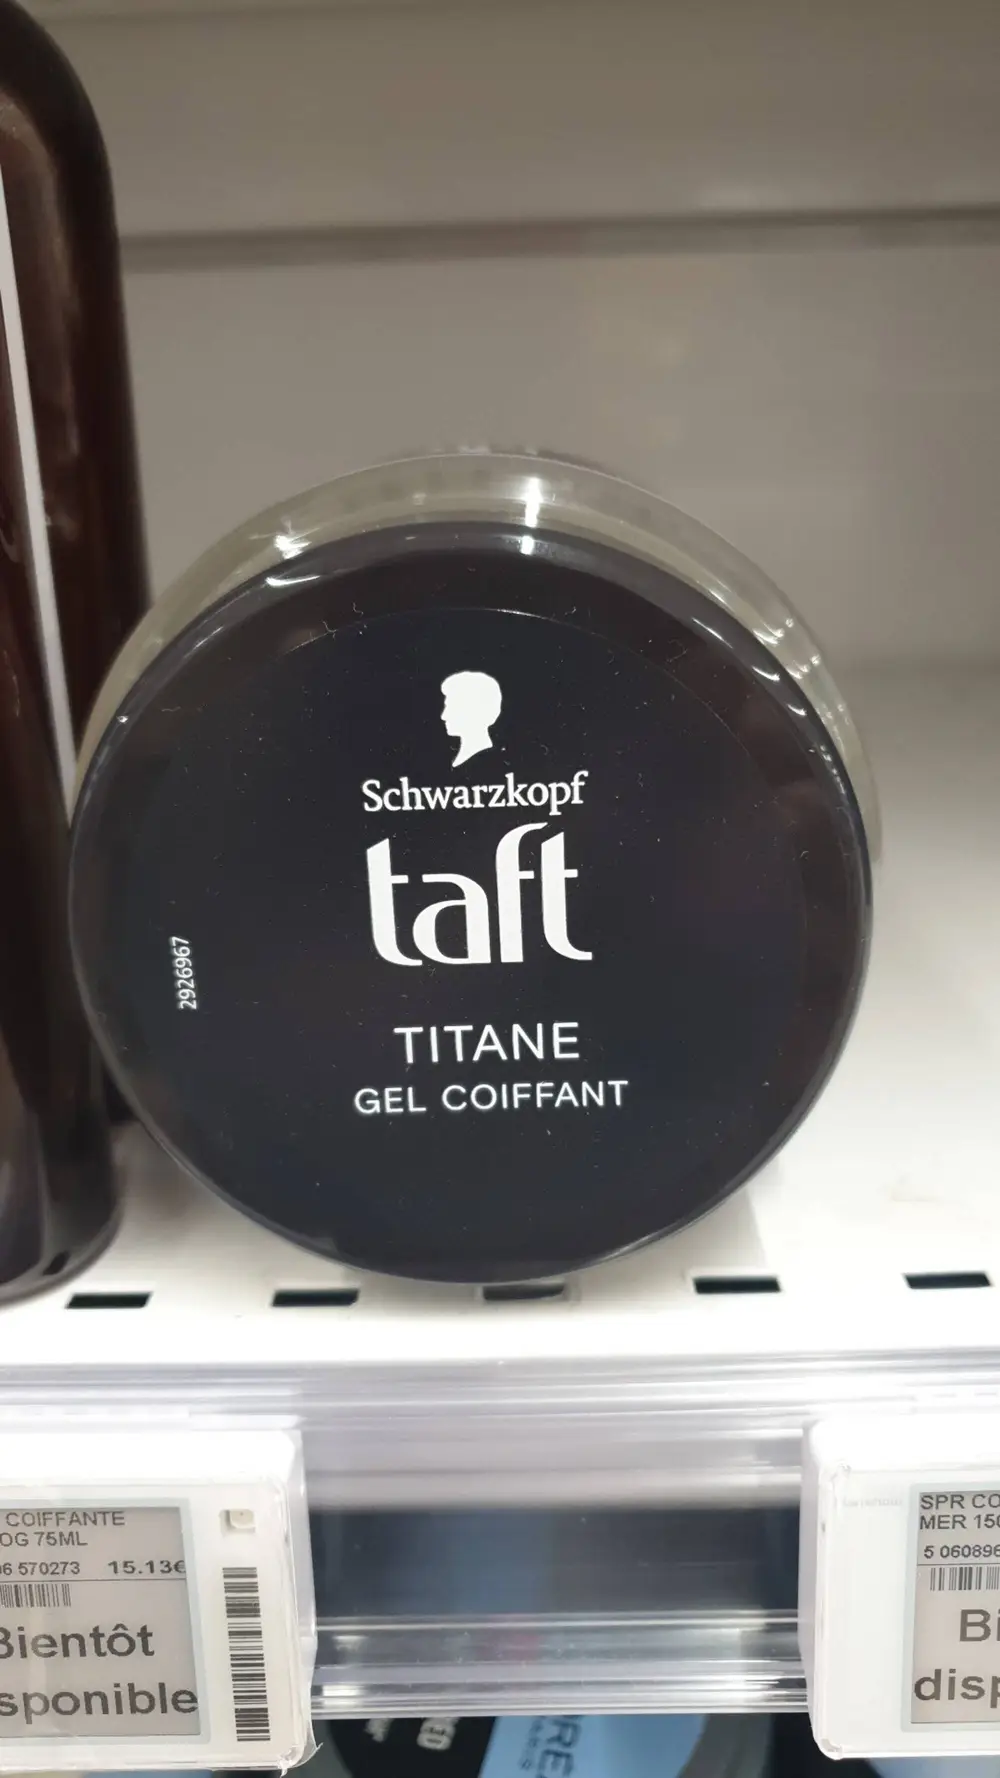 Schwarzkopf
taft
TITANE
GEL COIFFANT
2926967
COIFFANTE
OG 75ML
6 570273 15.13€
Bientôt
sponible
SPR CO
MER 150
5 060896
Bi
disp